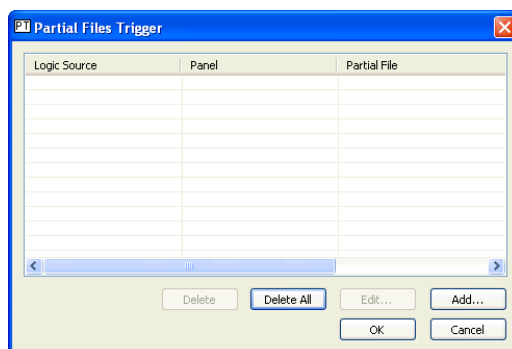 PT Partial Files Trigger
Logic Source Panel Partial File
Delete Delete All Edit... Add...
OK Cancel